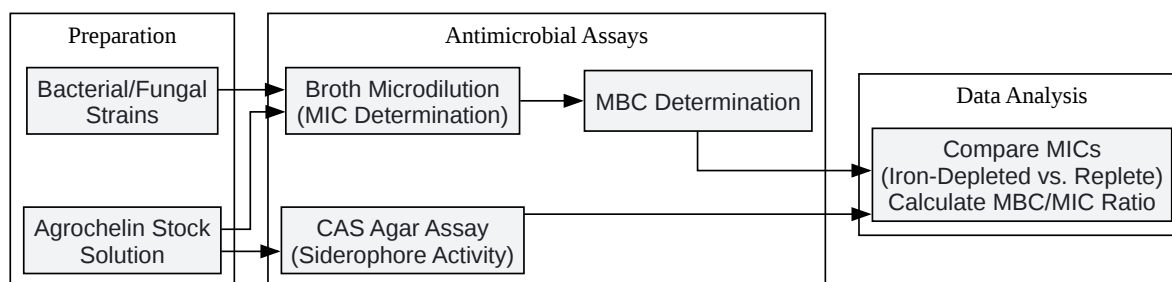 Preparation
Bacterial/Fungal
Strains
Agrochelin Stock
Solution
Antimicrobial Assays
Broth Microdilution
(MIC Determination)
MBC Determination
CAS Agar Assay
(Siderophore Activity)
Data Analysis
Compare MICs
(Iron-Depleted vs. Replete)
Calculate MBC/MIC Ratio